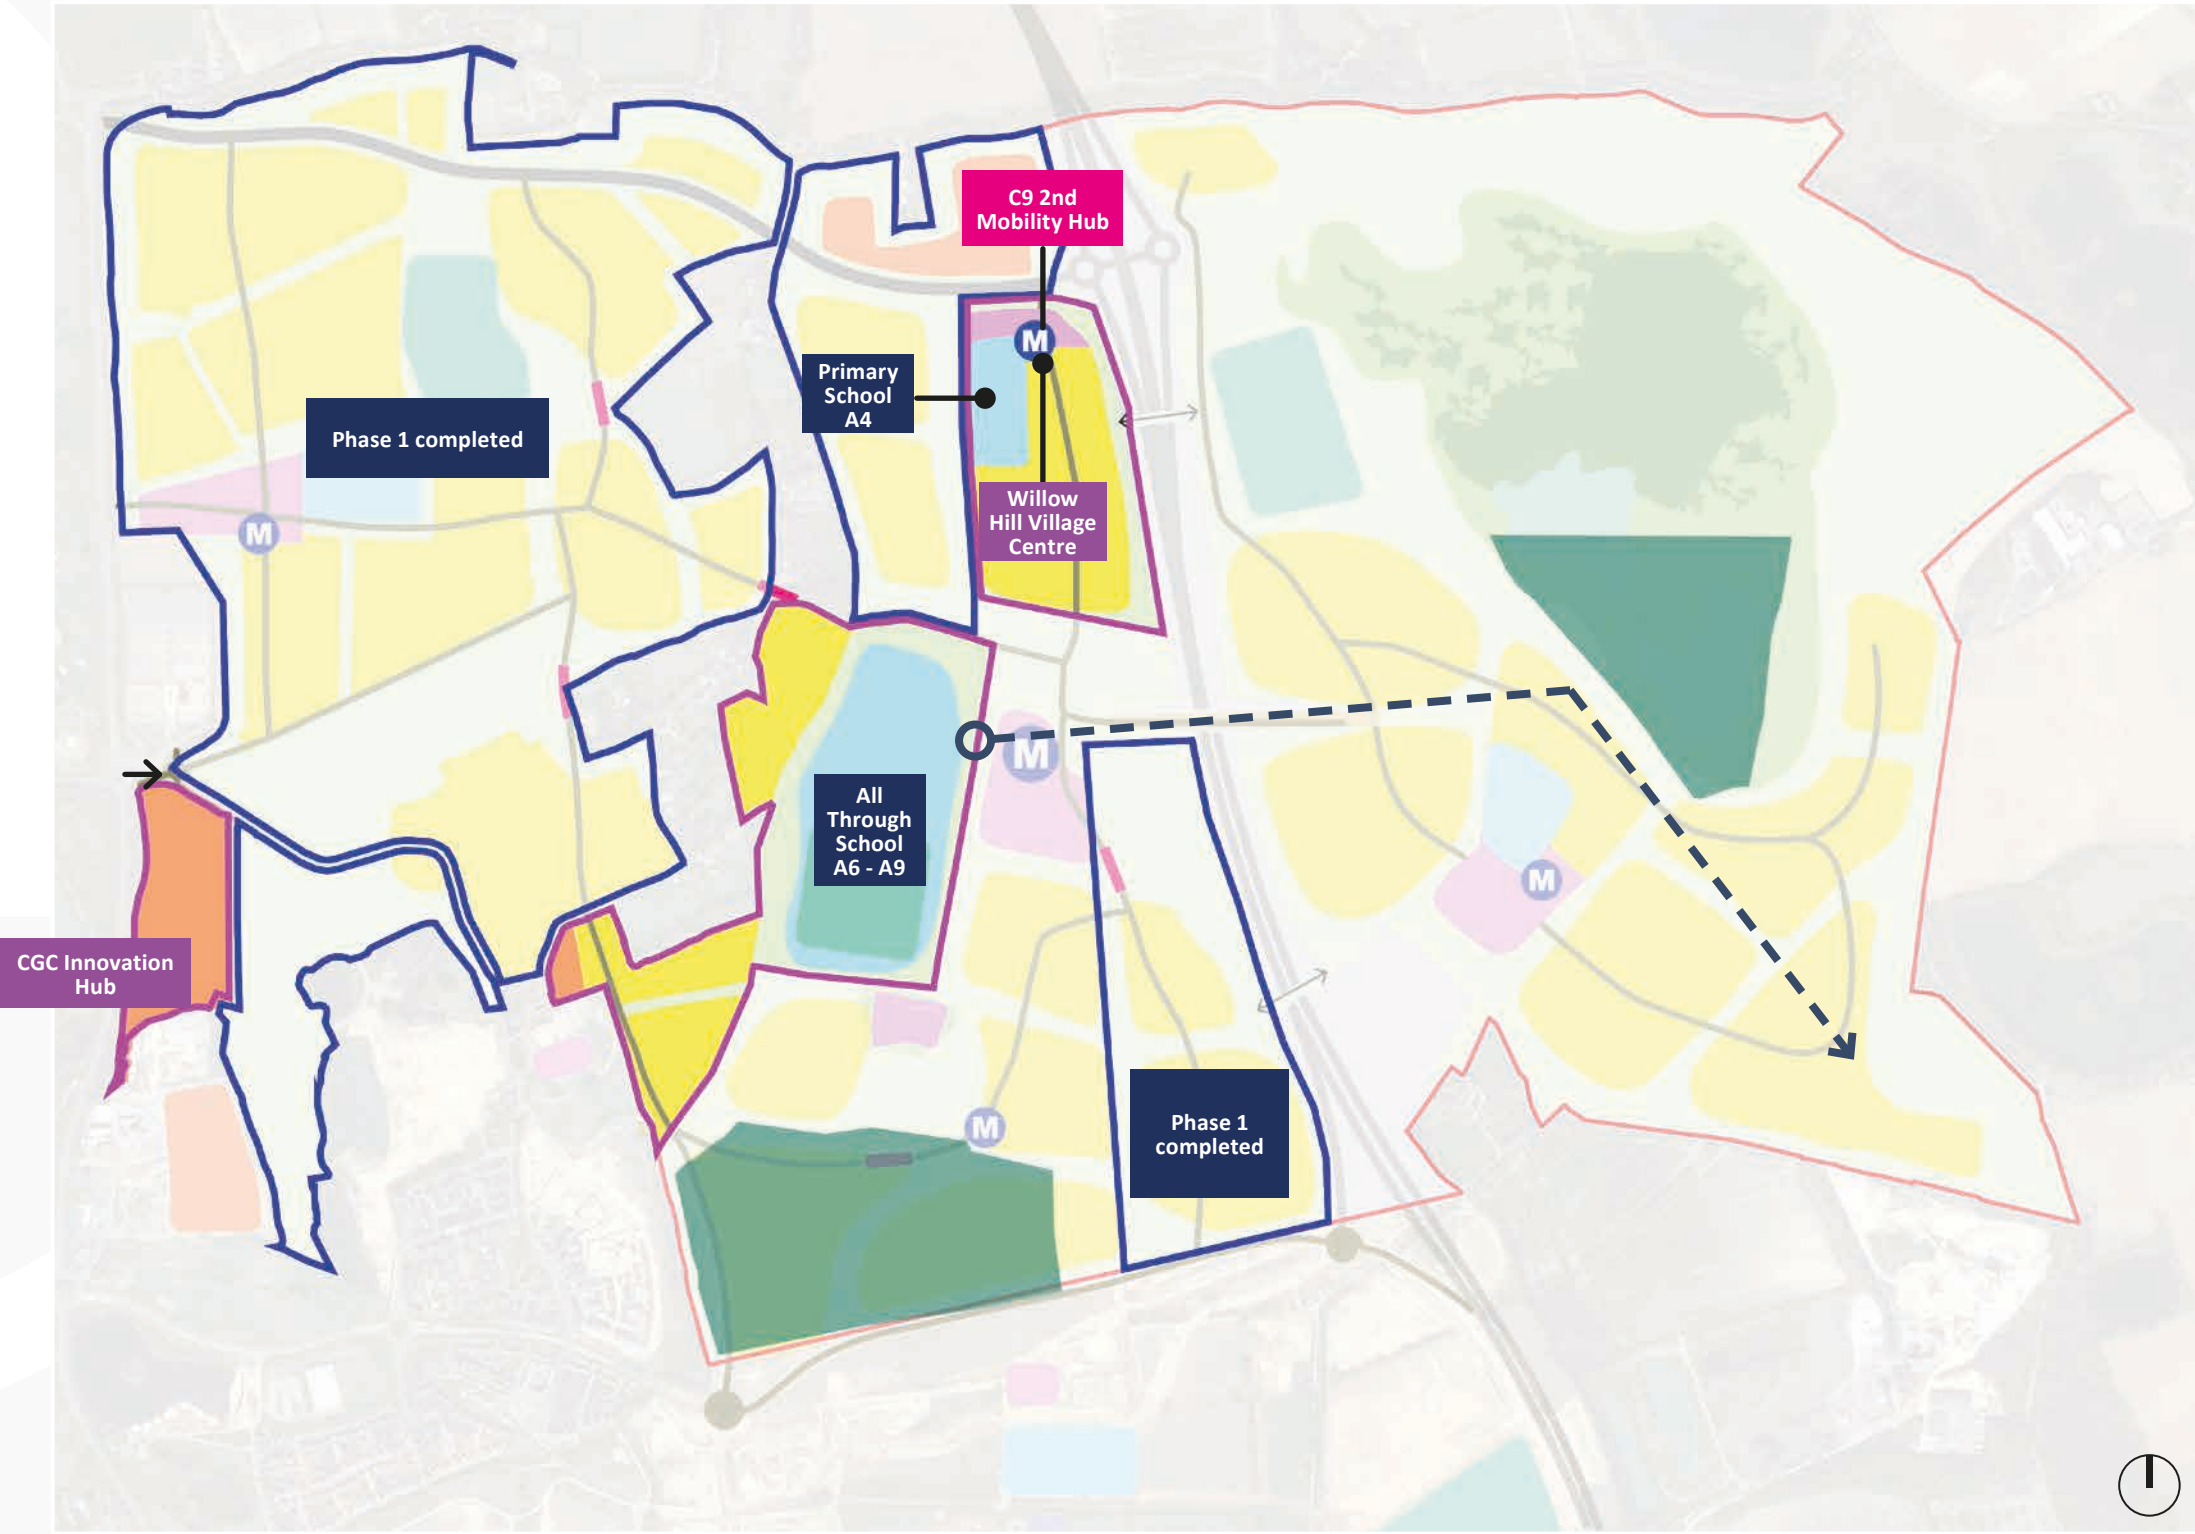 C9 2nd
Mobility Hub
M
Primary
School
A4
Phase 1 completed
Willow
Hill Village
Centre
M
M
All
Through
School
A6 - A9
M
CGC Innovation
Hub
Phase 1
completed
M